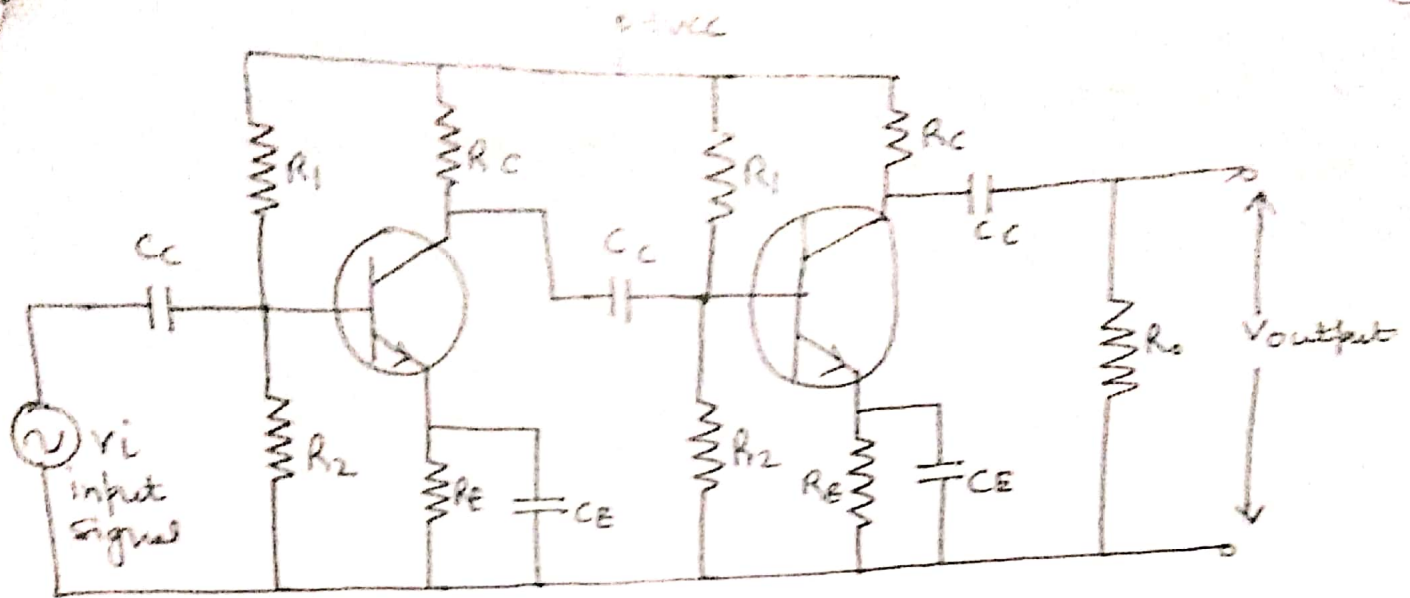 +Vcc
R1
RC
R1
RC
Cc
Cc
CC
R2
RE
CE
R2
RE
CE
Ro
Voutput
vi
input
signal